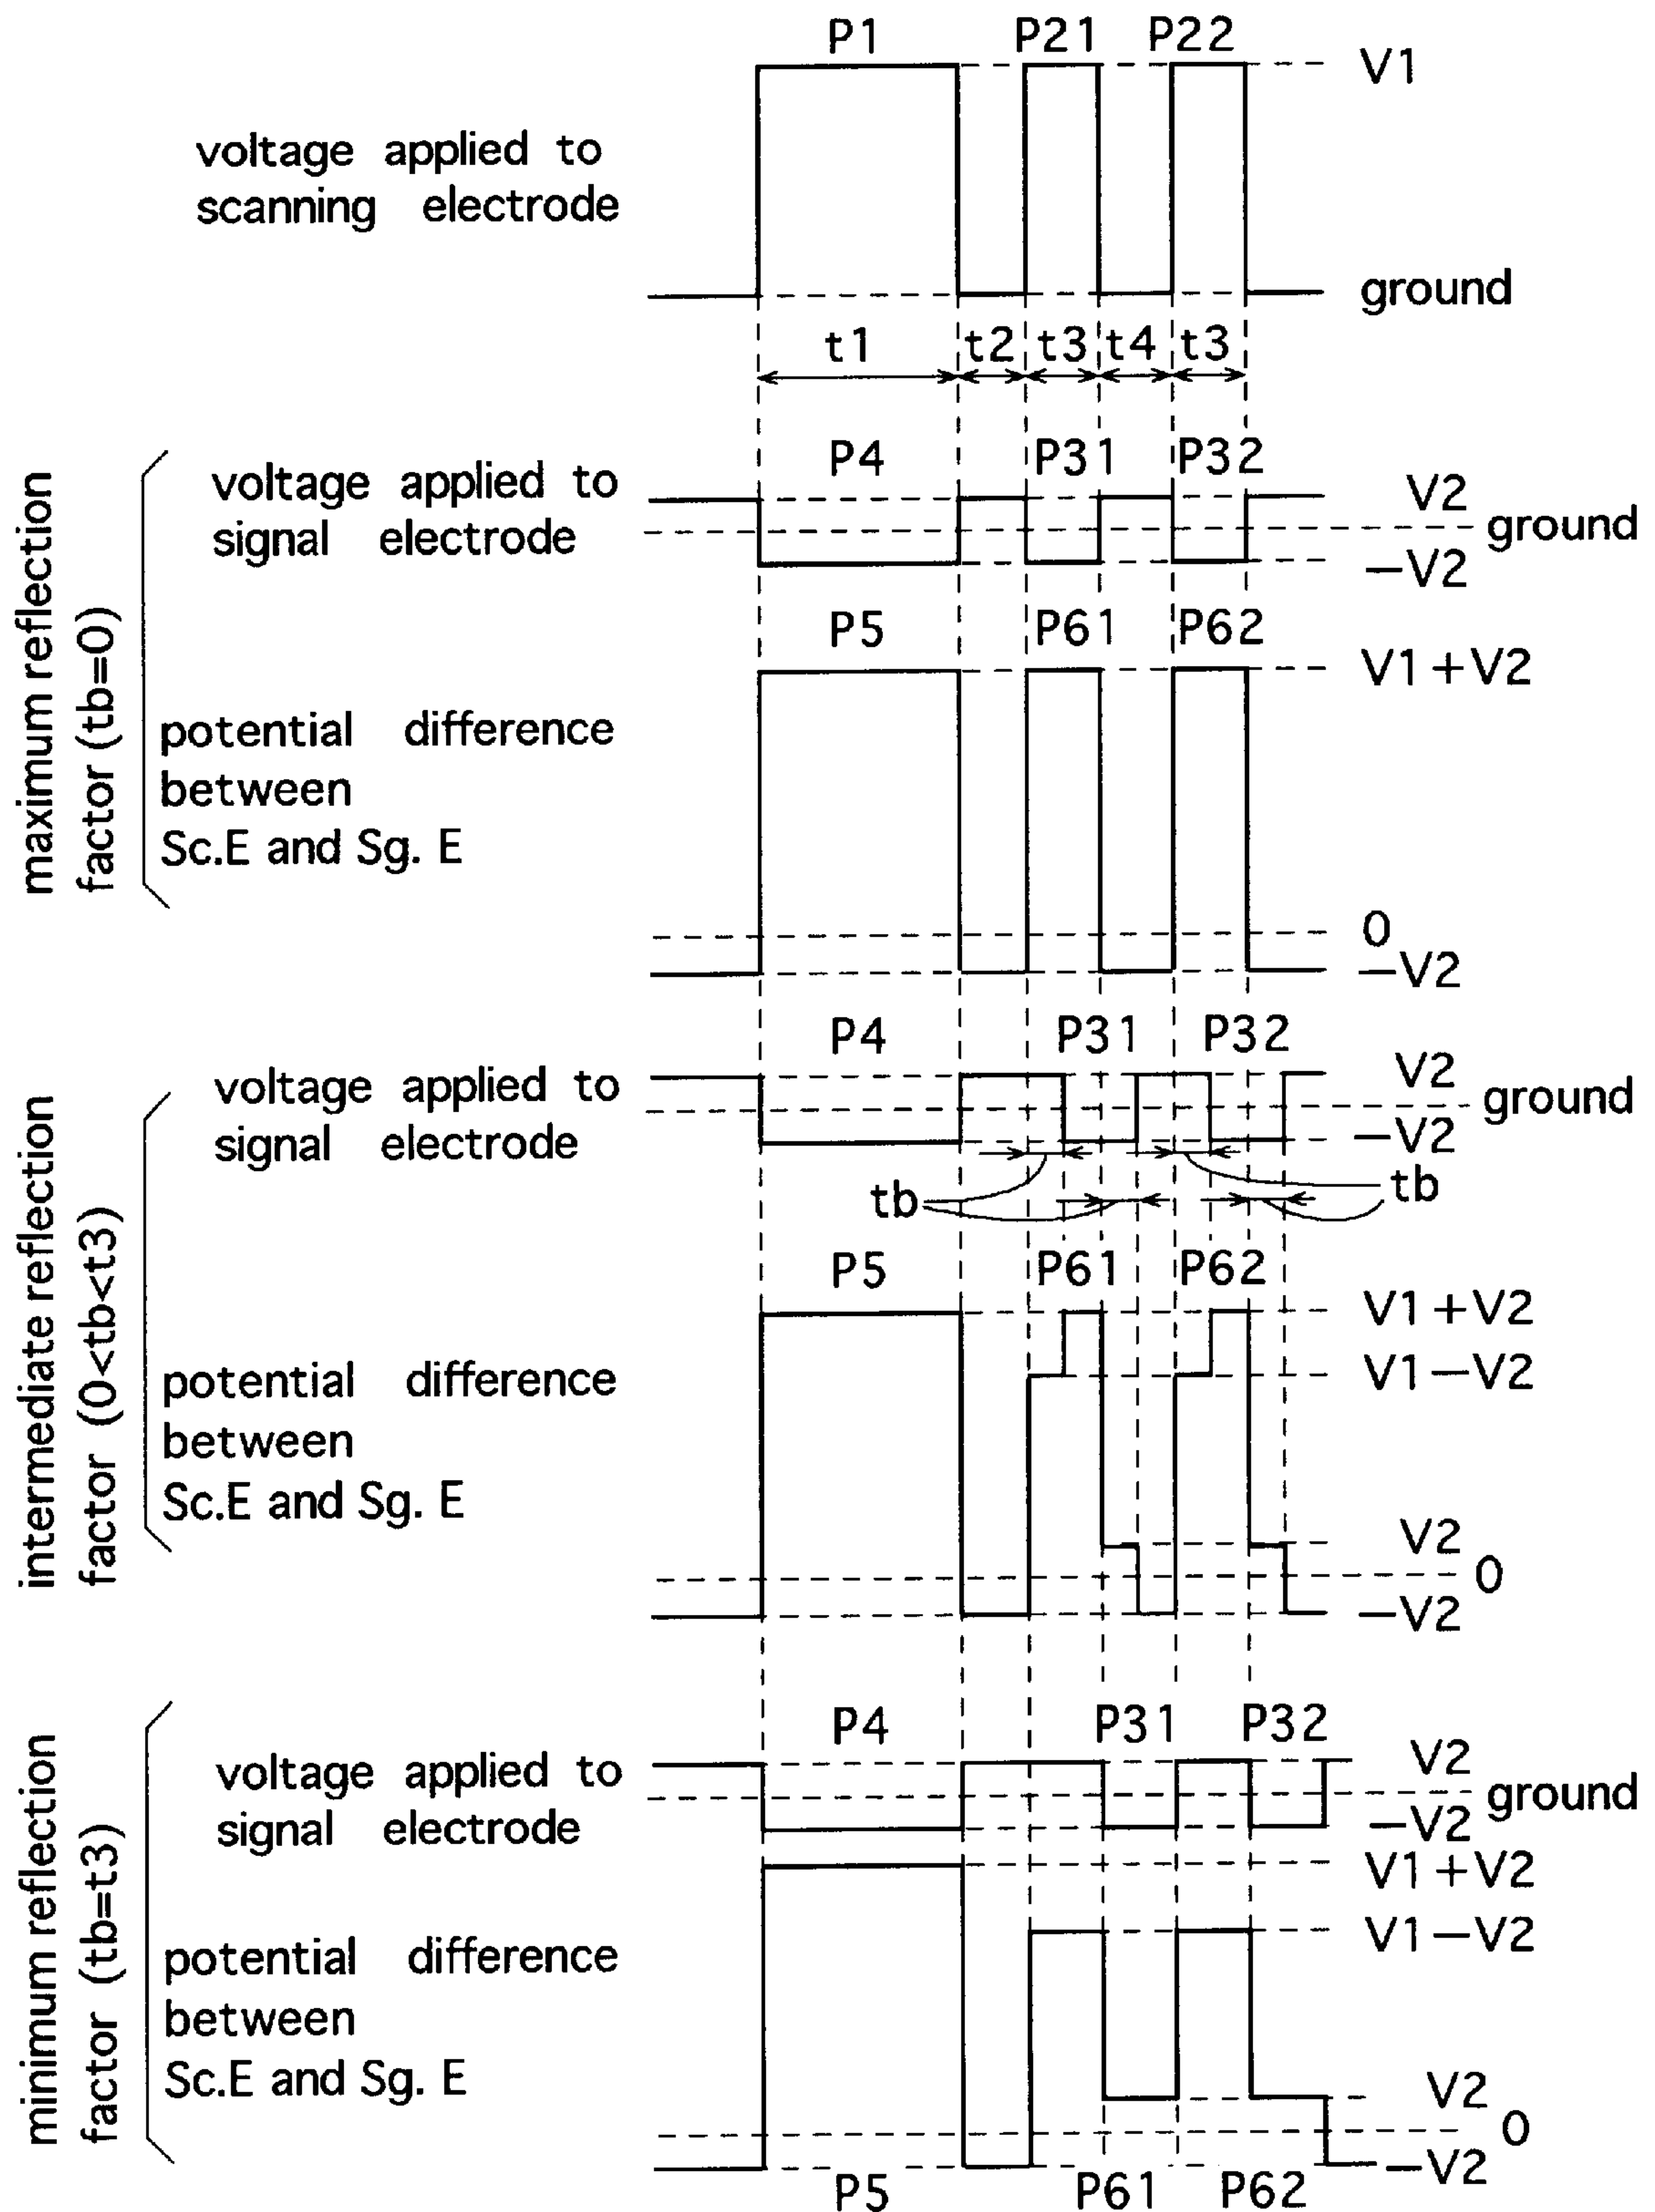 P1 P21 P22
V1
voltage applied to
scanning electrode
ground
t1 t2 t3 t4 t3
maximum reflection
factor (tb=0)
P4 P31 P32
voltage applied to
signal electrode
V2
ground
−V2
P5 P61 P62
V1+V2
potential difference
between
Sc.E and Sg. E
0
−V2
intermediate reflection
factor (0<tb<t3)
P4 P31 P32
voltage applied to
signal electrode
V2
ground
−V2
tb tb
P5 P61 P62
V1+V2
V1−V2
potential difference
between
Sc.E and Sg. E
V2
0
−V2
minimum reflection
factor (tb=t3)
P4 P31 P32
voltage applied to
signal electrode
V2
ground
−V2
V1+V2
V1−V2
potential difference
between
Sc.E and Sg. E
V2
0
−V2
P5 P61 P62